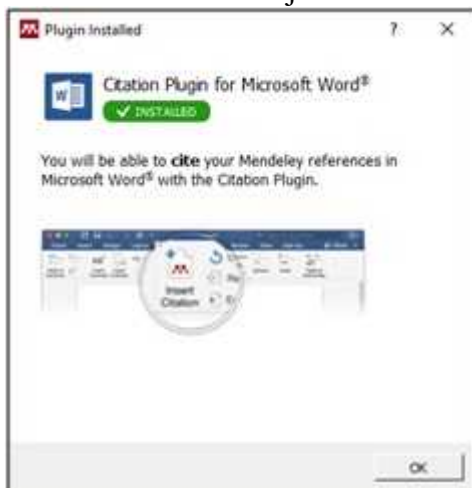 Plugin Installed ? ×
Citation Plugin for Microsoft Word®
✓ INSTALLED
You will be able to cite your Mendeley references in
Microsoft Word® with the Citation Plugin.
Insert
Citation
OK